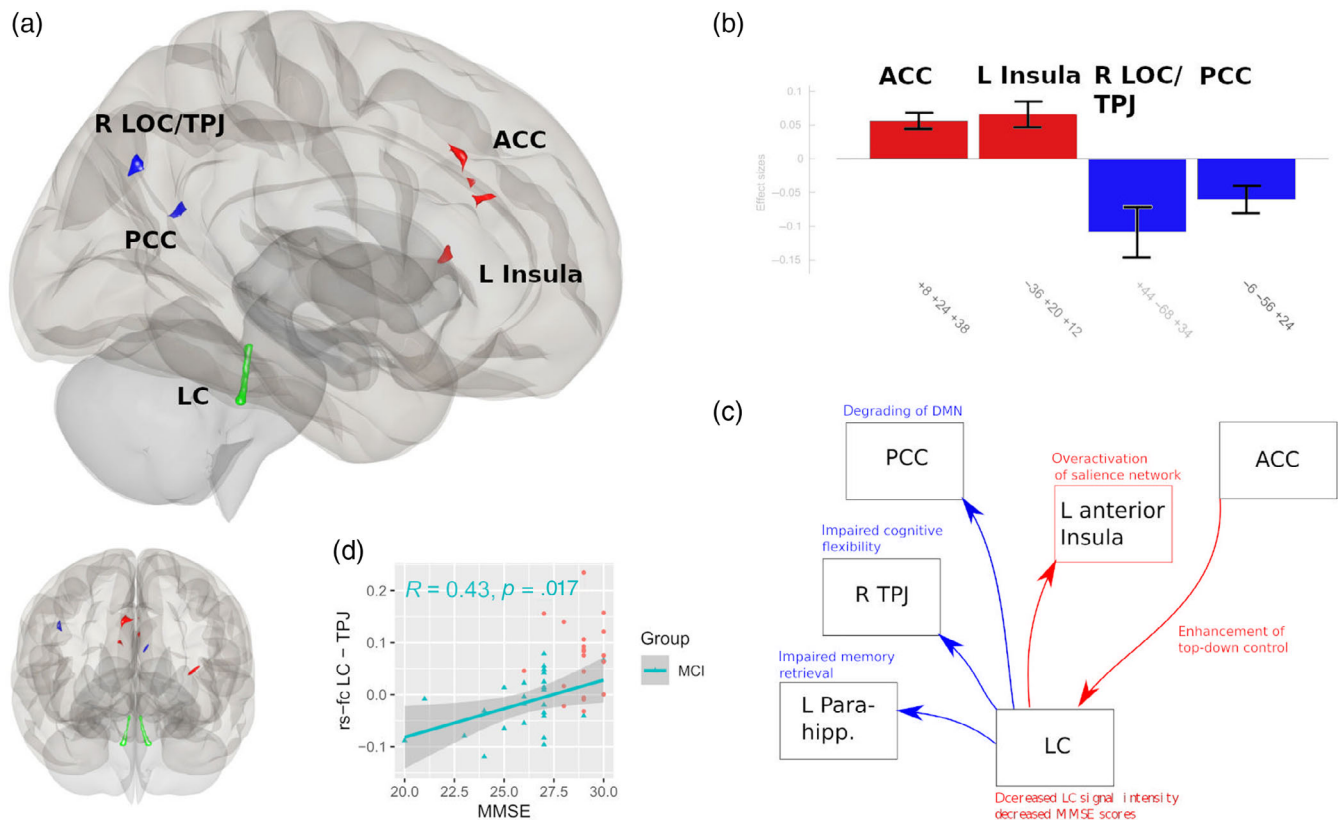 (a)
R LOC/TPJ
ACC
PCC
L Insula
LC
(b)
ACC
L Insula
R LOC/
TPJ
PCC
Effect sizes
0.1
0.05
0
−0.05
−0.1
−0.15
+8 +24 +38
−36 +20 +12
+44 −68 +34
−6 −56 +24
(c)
Degrading of DMN
PCC
Overactivation
of salience network
L anterior
Insula
ACC
Impaired cognitive
flexibility
R TPJ
Enhancement of
top-down control
Impaired memory
retrieval
L Para-
hipp.
LC
Dcereased LC signal intensity
decreased MMSE scores
(d)
R = 0.43, p = .017
rs−fc LC − TPJ
0.2
0.1
0.0
−0.1
20.0 22.5 25.0 27.5 30.0
MMSE
Group
MCI